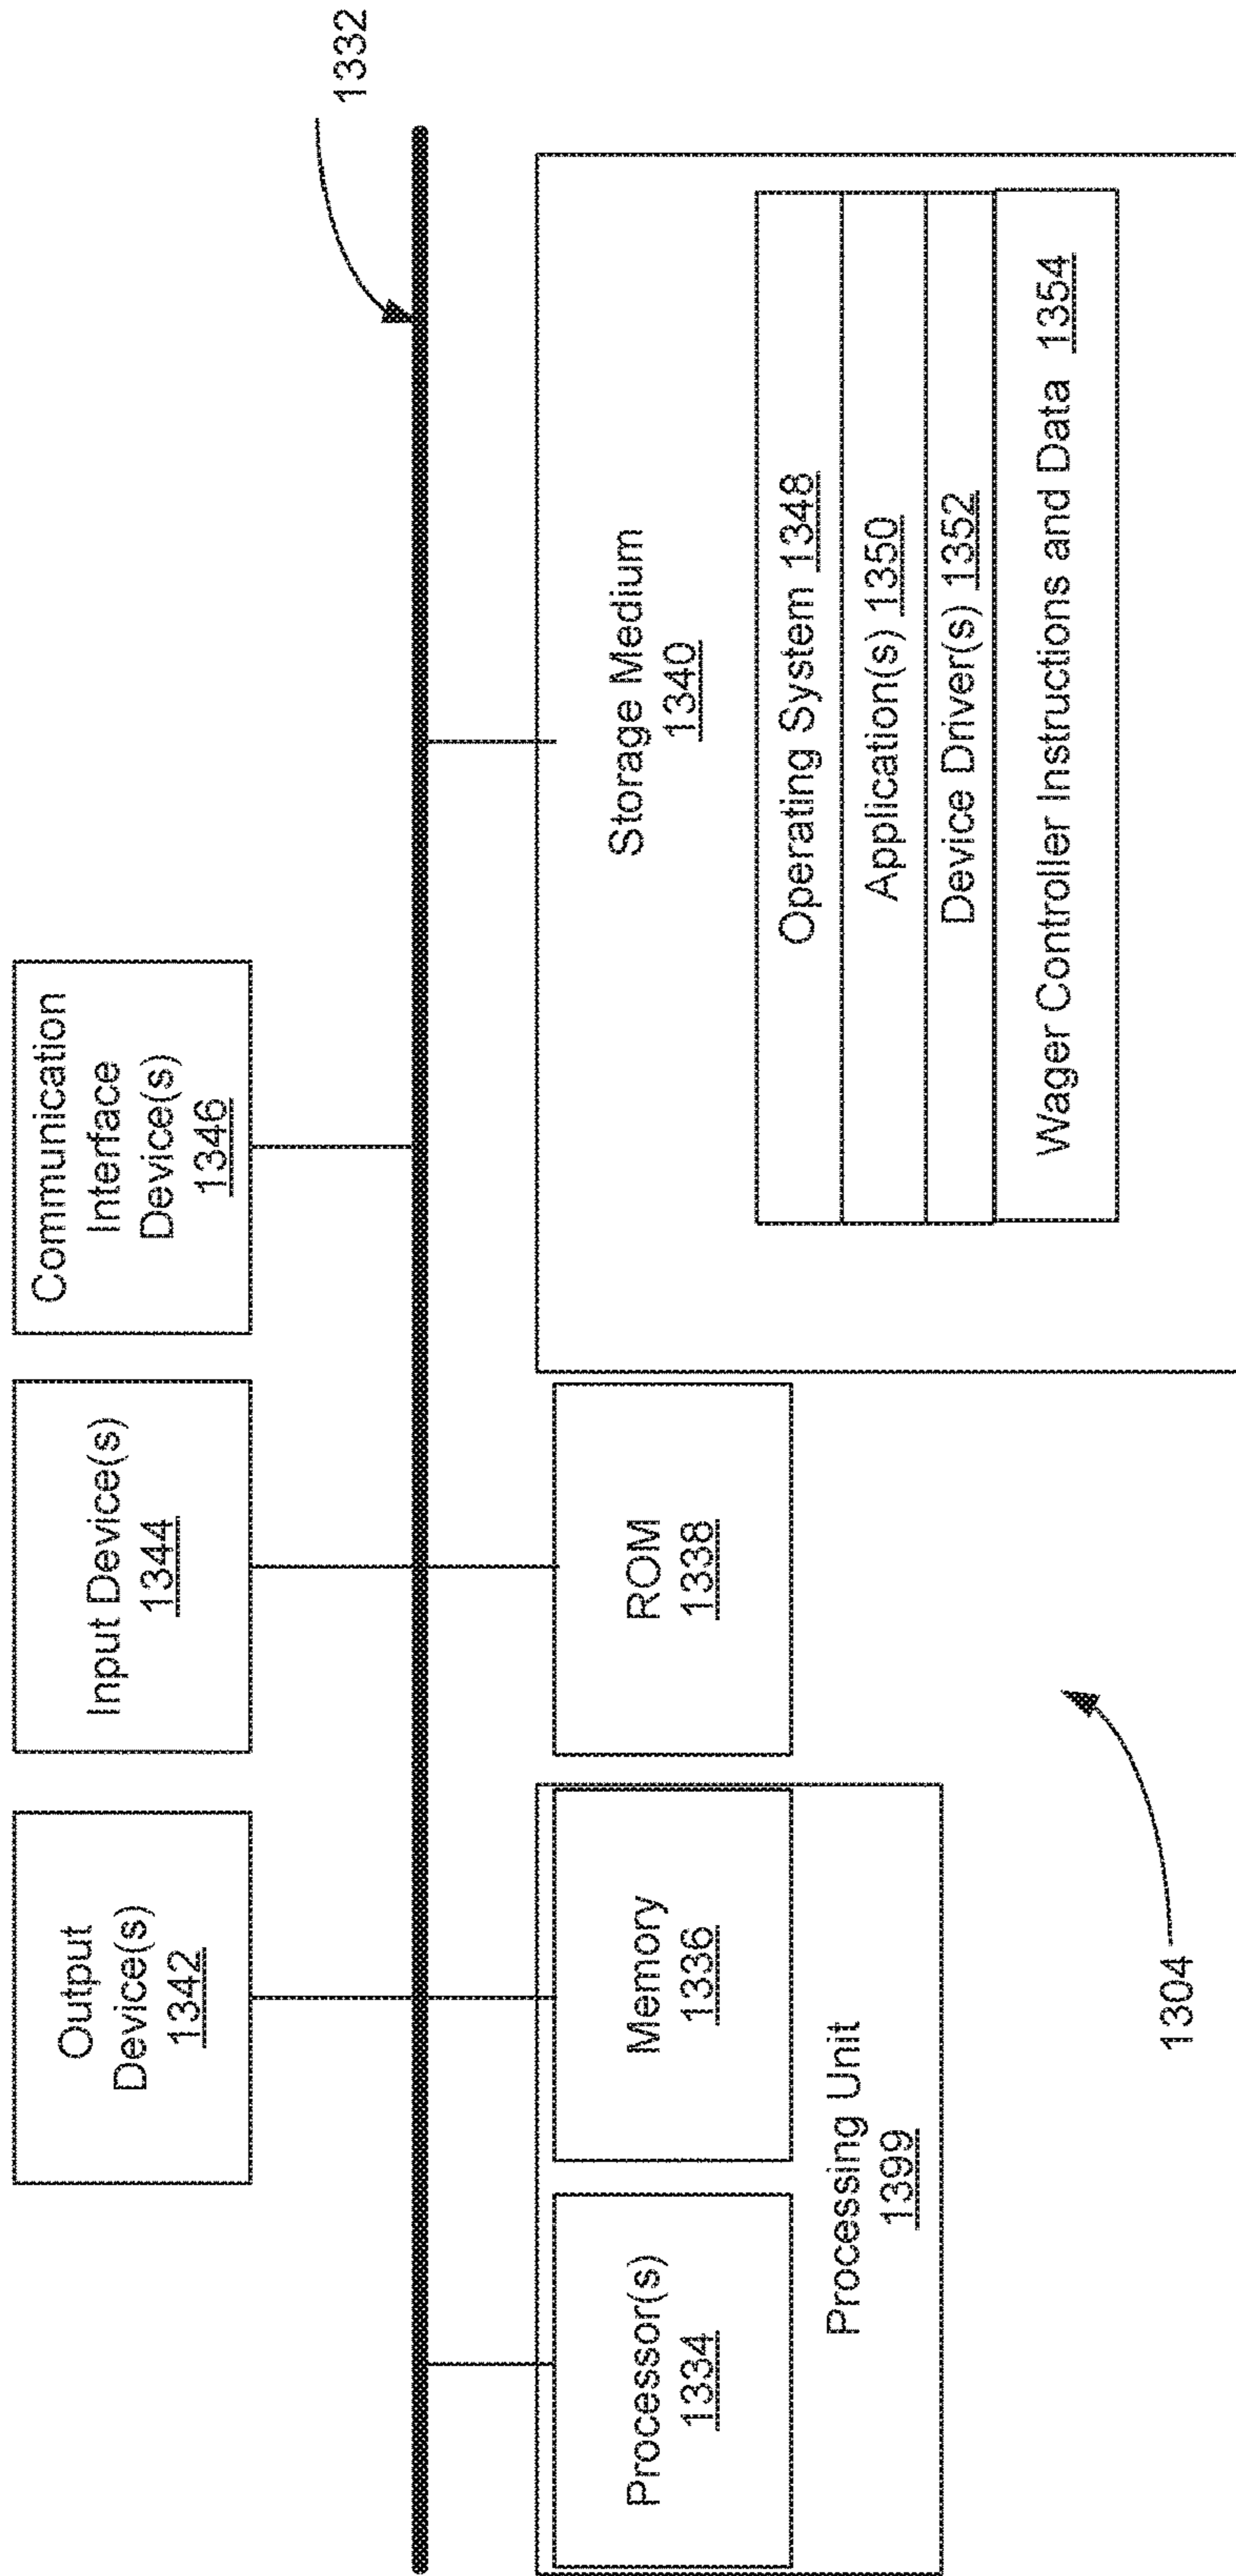 Output
Device(s)
1342
Input Device(s)
1344
Communication
Interface
Device(s)
1346
1332
Processor(s)
1334
Memory
1336
Processing Unit
1399
ROM
1338
Storage Medium
1340
Operating System 1348
Application(s) 1350
Device Driver(s) 1352
Wager Controller Instructions and Data 1354
1304